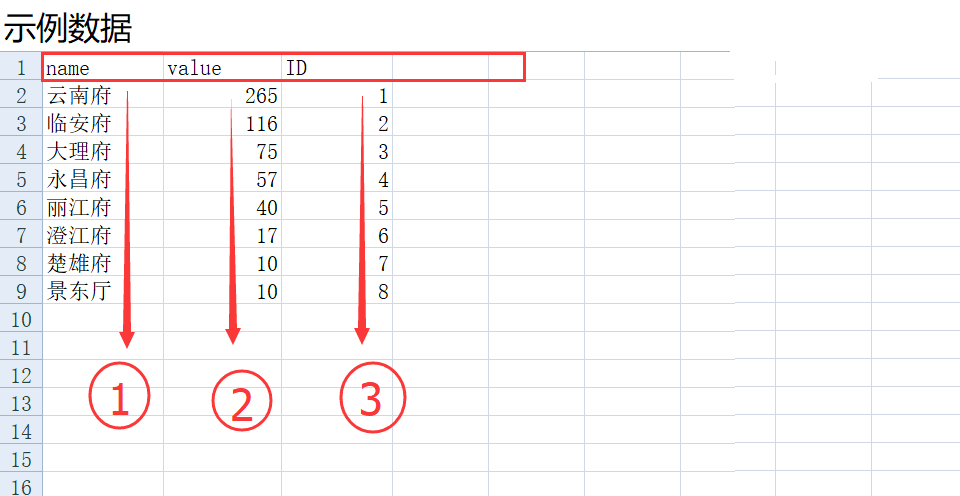 示例数据
1 name value ID
2 云南府 265 1
3 临安府 116 2
4 大理府 75 3
5 永昌府 57 4
6 丽江府 40 5
7 澄江府 17 6
8 楚雄府 10 7
9 景东厅 10 8
10
11
12
13
14
15
16
① ② ③